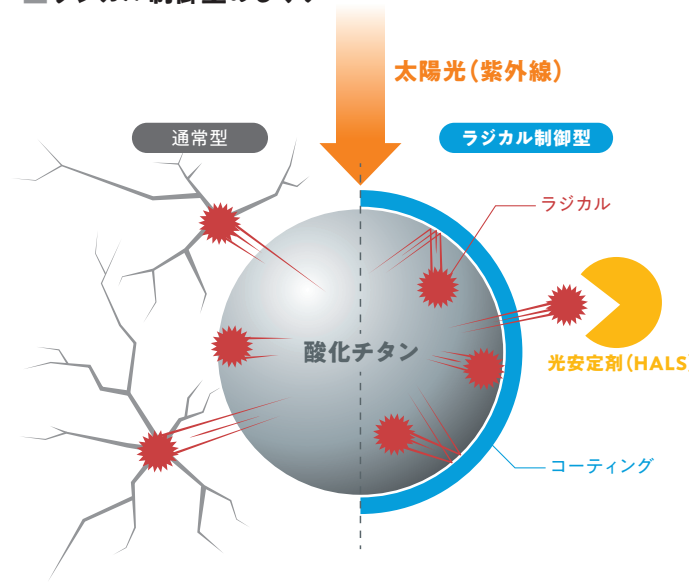 太陽光(紫外線)
通常型
ラジカル制御型
ラジカル
酸化チタン
光安定剤(HALS)
コーティング